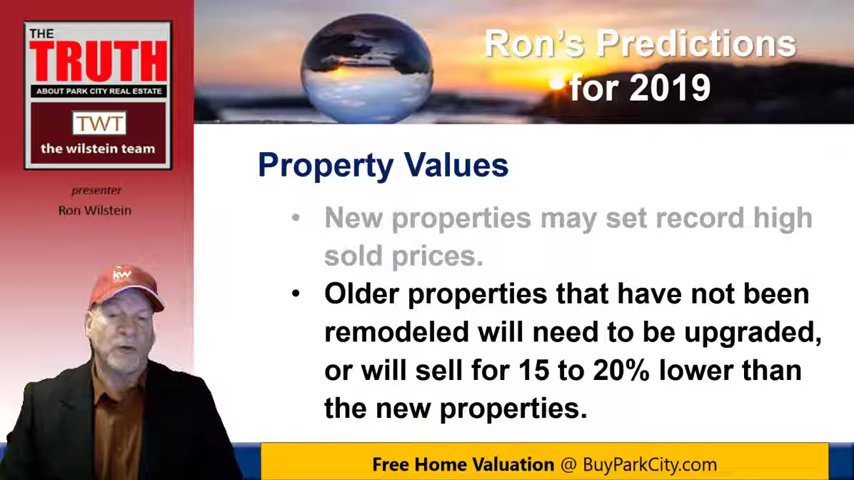 THE
TRUTH
ABOUT PARK CITY REAL ESTATE
TWT
the wilstein team
presenter
Ron Wilstein
kw
Ron's Predictions
for 2019
Property Values
• New properties may set record high
sold prices.
• Older properties that have not been
remodeled will need to be upgraded,
or will sell for 15 to 20% lower than
the new properties.
Free Home Valuation @ BuyParkCity.com